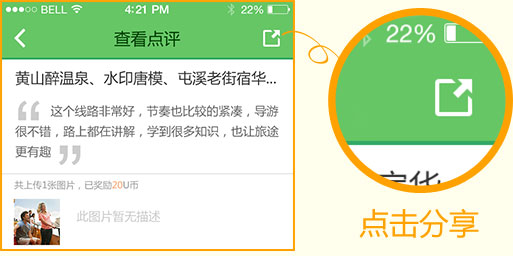 BELL 4:21 PM 22%
查看点评
黄山醉温泉、水印唐模、屯溪老街宿华...
“ 这个线路非常好，节奏也比较的紧凑，导游
很不错，路上都在讲解，学到很多知识，也让旅途
更有趣 ”
共上传1张图片，已奖励20U币
此图片暂无描述
22%
宿华
点击分享